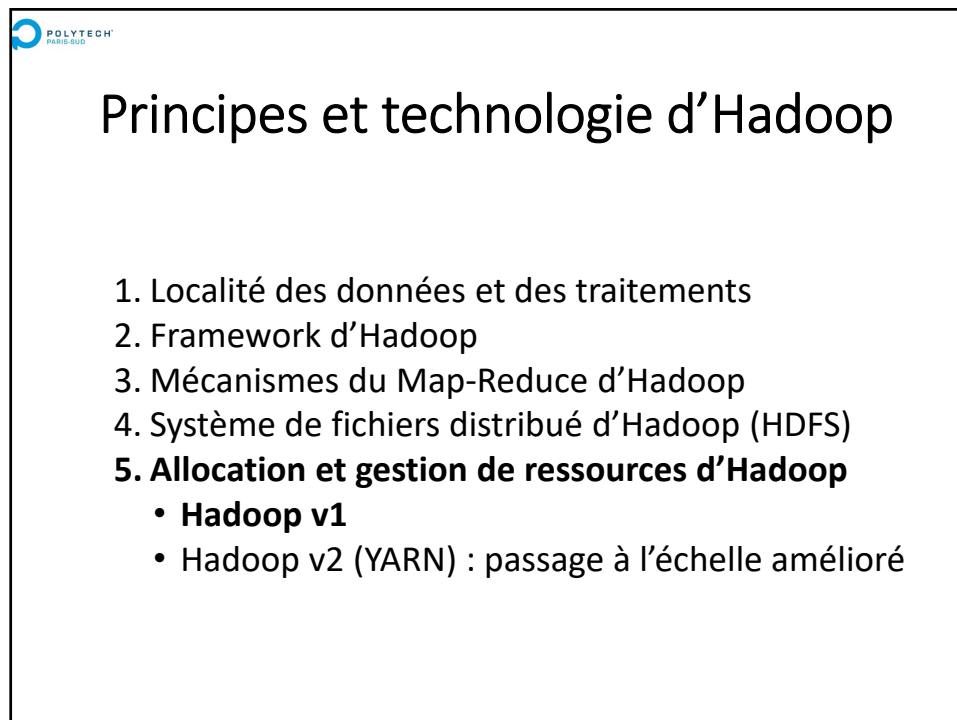 POLYTECH'
PARIS-SUD
Principes et technologie d’Hadoop
1. Localité des données et des traitements
2. Framework d’Hadoop
3. Mécanismes du Map-Reduce d’Hadoop
4. Système de fichiers distribué d’Hadoop (HDFS)
5. Allocation et gestion de ressources d’Hadoop
• Hadoop v1
• Hadoop v2 (YARN) : passage à l’échelle amélioré